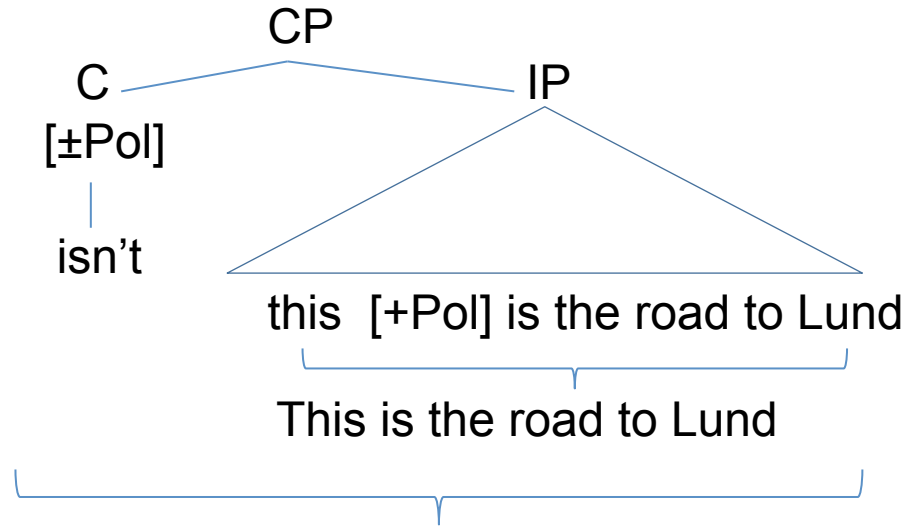 CP
C IP
[±Pol]
isn’t
this [+Pol] is the road to Lund
This is the road to Lund